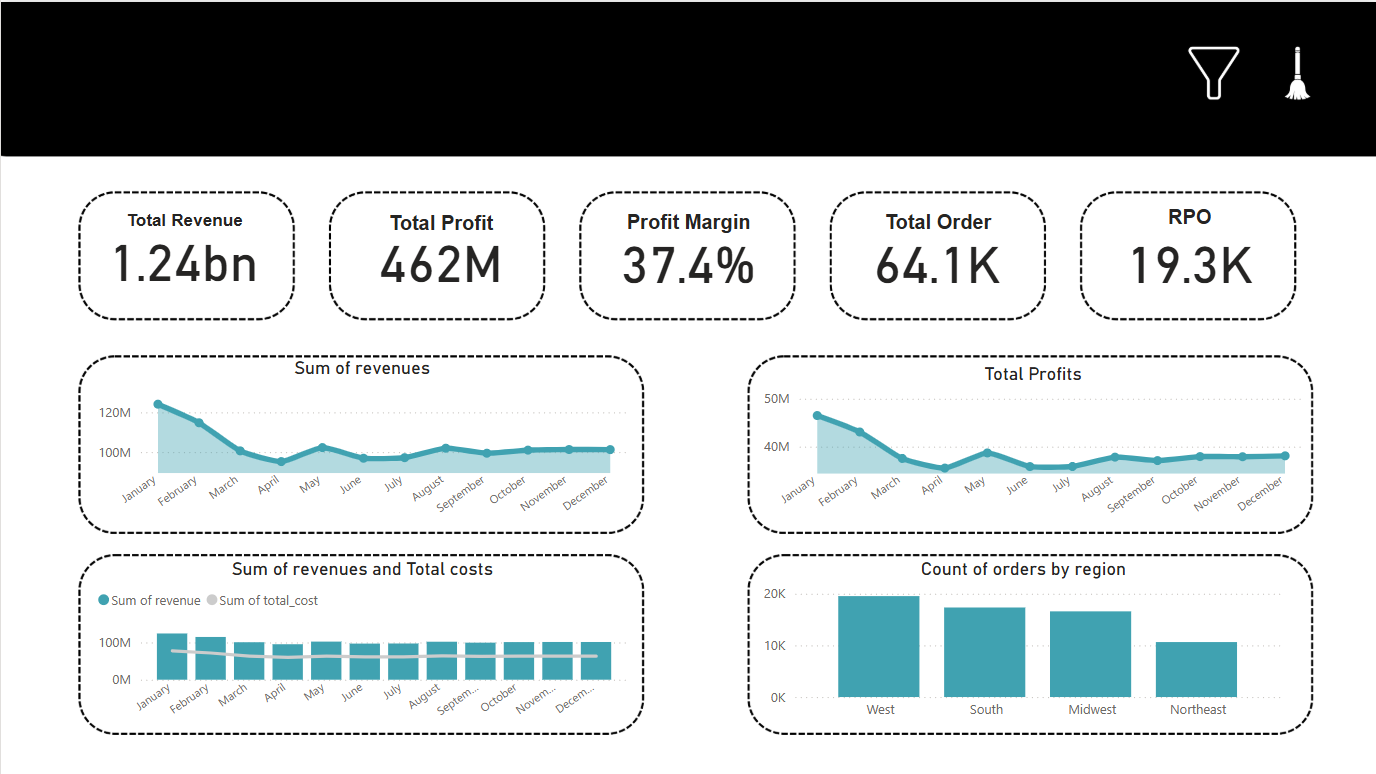 Total Revenue
1.24bn
Total Profit
462M
Profit Margin
37.4%
Total Order
64.1K
RPO
19.3K
Sum of revenues
120M
100M
January
February
March
April
May
June
July
August
September
October
November
December
Total Profits
50M
40M
January
February
March
April
May
June
July
August
September
October
November
December
Sum of revenues and Total costs
Sum of revenue Sum of total_cost
100M
0M
January
February
March
April
May
June
July
August
Septem...
October
Novem...
Decem...
Count of orders by region
20K
10K
0K
West
South
Midwest
Northeast